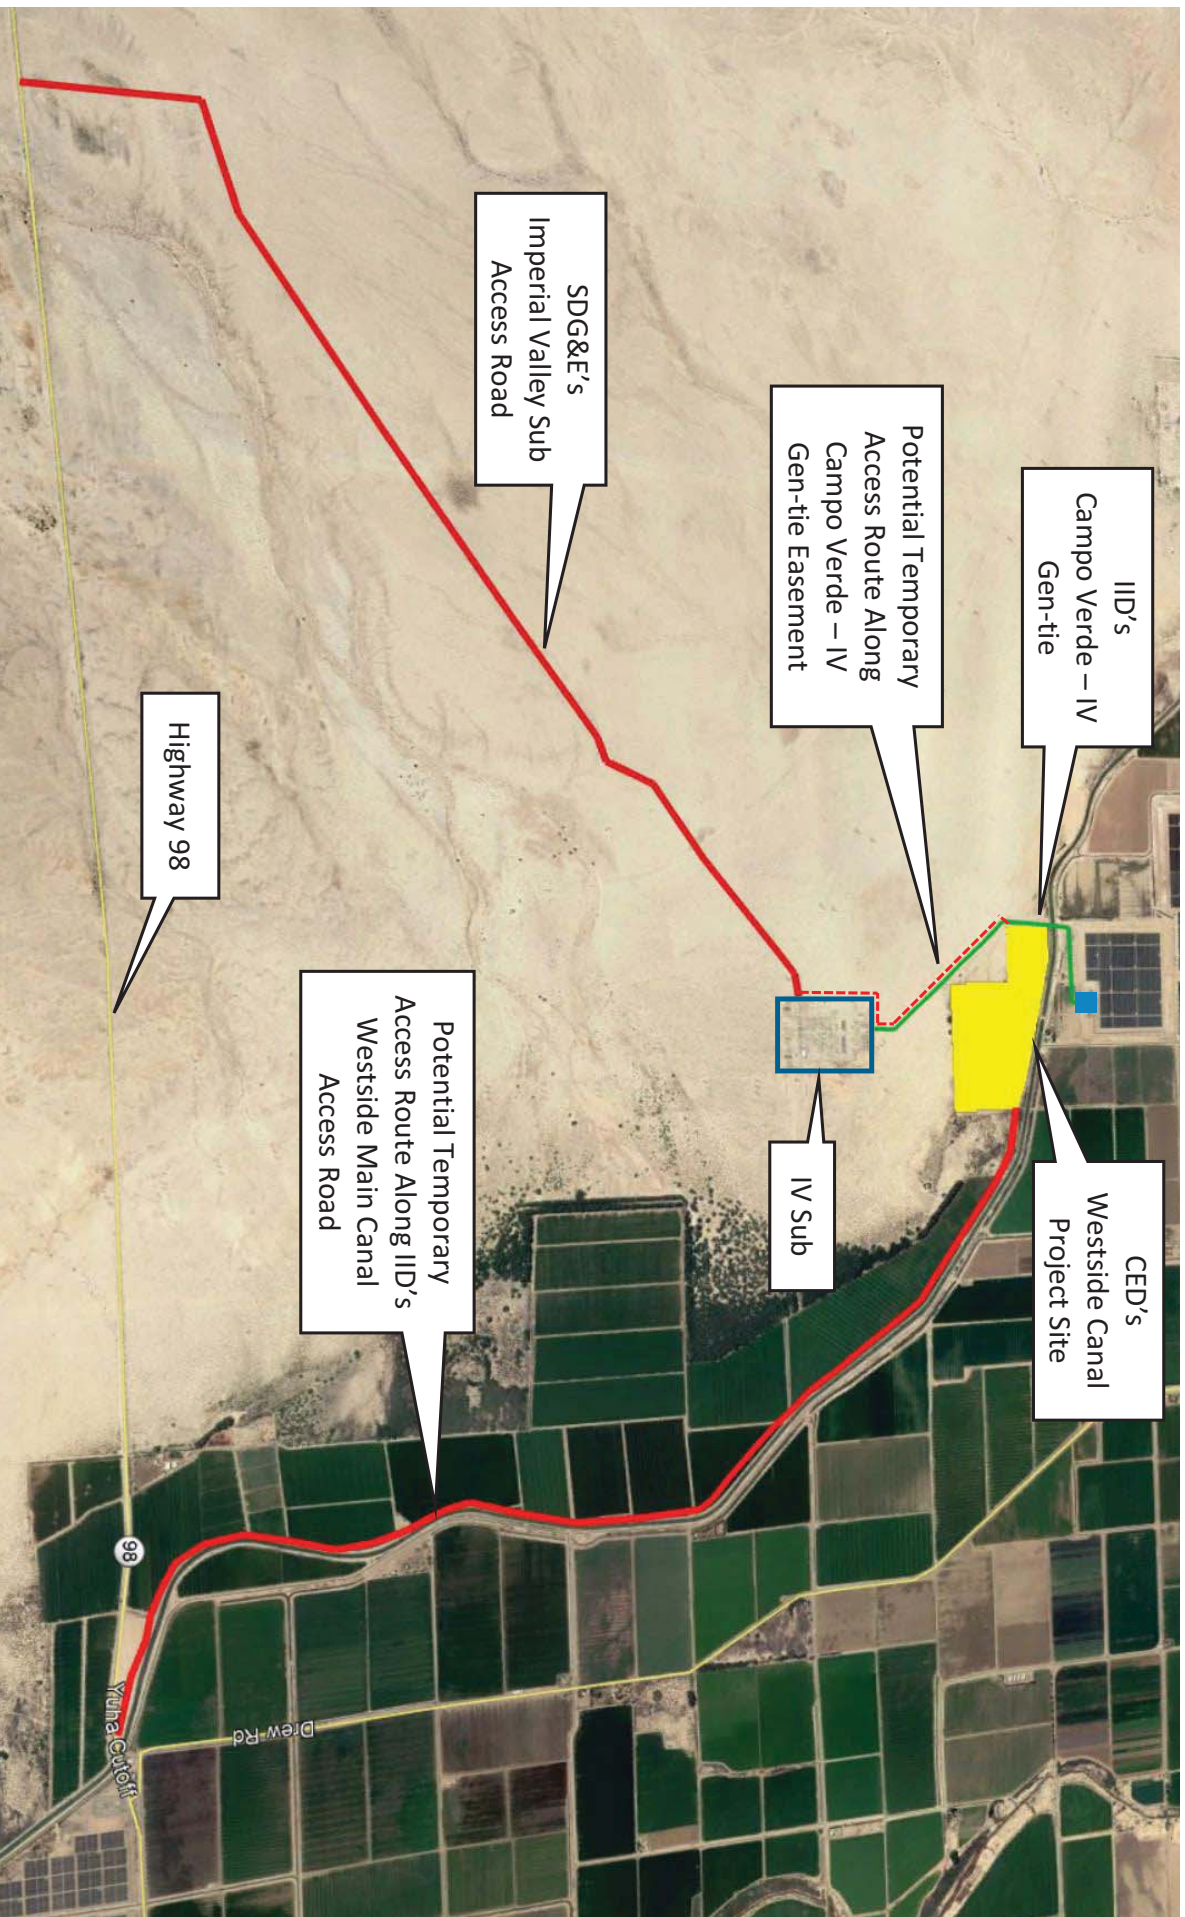 IID's
Campo Verde – IV
Gen-tie
CED's
Westside Canal
Project Site
Potential Temporary
Access Route Along
Campo Verde – IV
Gen-tie Easement
IV Sub
SDG&E's
Imperial Valley Sub
Access Road
Potential Temporary
Access Route Along IID's
Westside Main Canal
Access Road
Highway 98
98
Drew Rd
Yuha Cutoff